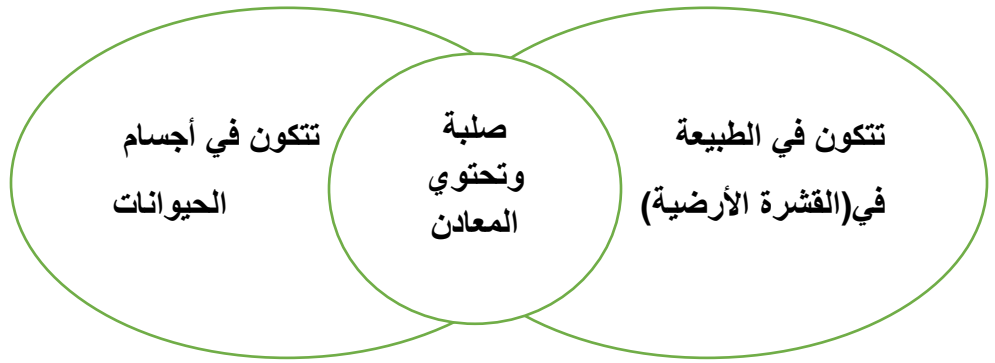 تتكون في الطبيعة
في(القشرة الأرضية)
صلبة
وتحتوي
المعادن
تتكون في أجسام
الحيوانات